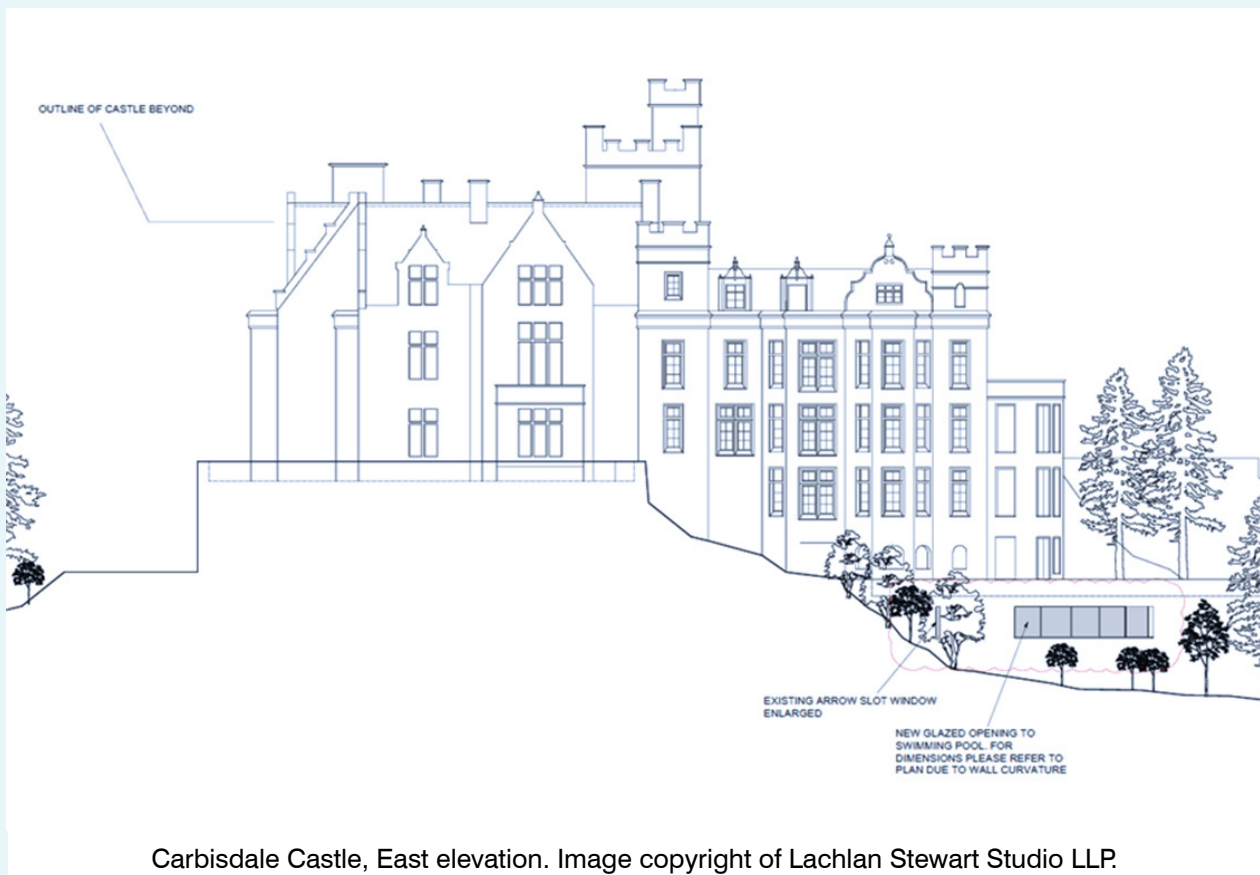 OUTLINE OF CASTLE BEYOND
EXISTING ARROW SLOT WINDOW
ENLARGED
NEW GLAZED OPENING TO
SWIMMING POOL. FOR
DIMENSIONS PLEASE REFER TO
PLAN DUE TO WALL CURVATURE
Carbisdale Castle, East elevation. Image copyright of Lachlan Stewart Studio LLP.